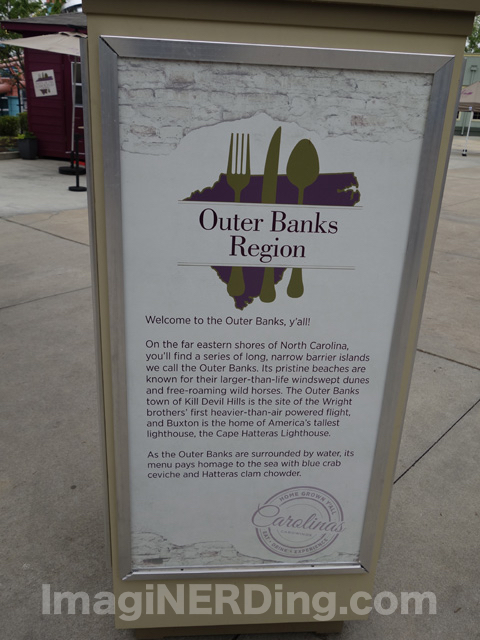 Outer Banks
Region
Welcome to the Outer Banks, y'all!
On the far eastern shores of North Carolina,
you'll find a series of long, narrow barrier islands
we call the Outer Banks. Its pristine beaches are
known for their larger-than-life windswept dunes
and free-roaming wild horses. The Outer Banks
town of Kill Devil Hills is the site of the Wright
brothers' first heavier-than-air powered flight,
and Buxton is the home of America's tallest
lighthouse, the Cape Hatteras Lighthouse.
As the Outer Banks are surrounded by water, its
menu pays homage to the sea with blue crab
ceviche and Hatteras clam chowder.
HOME GROWN Y'ALL
Carolinas
EXPERIENCE
ImagiNERDing.com